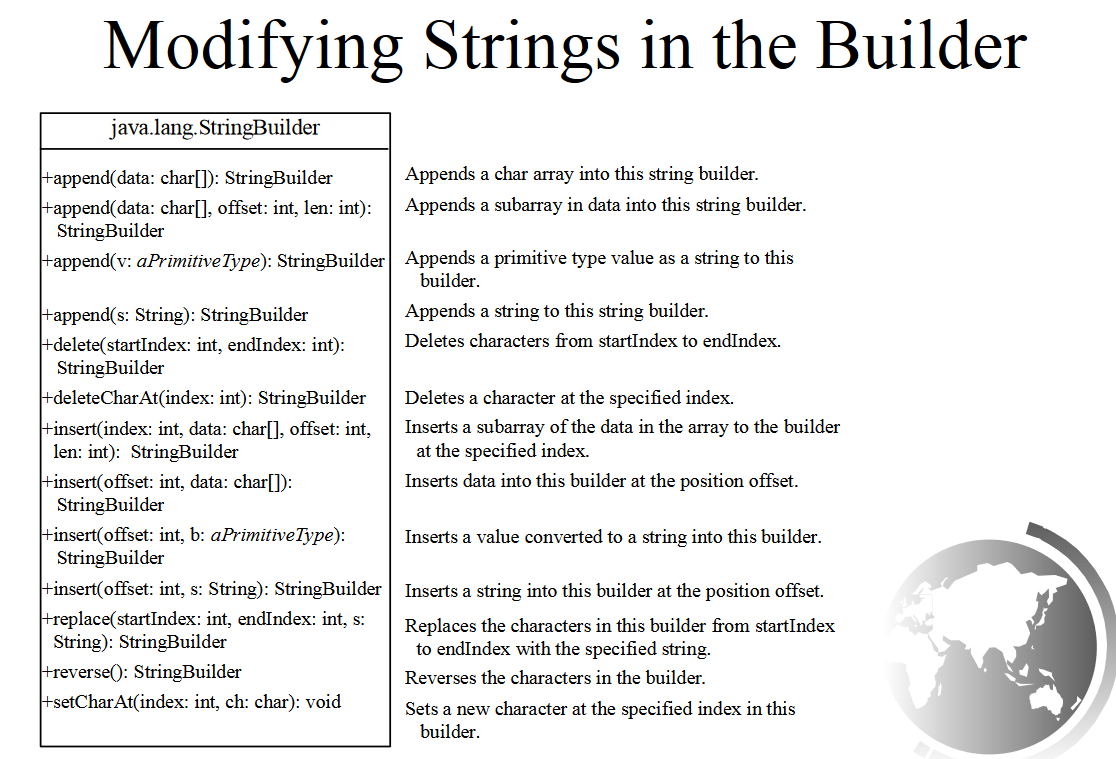 Modifying Strings in the Builder
java.lang.StringBuilder
+append(data: char[]): StringBuilder
Appends a char array into this string builder.
+append(data: char[], offset: int, len: int):
StringBuilder
Appends a subarray in data into this string builder.
+append(v: aPrimitiveType): StringBuilder
Appends a primitive type value as a string to this
builder.
+append(s: String): StringBuilder
Appends a string to this string builder.
+delete(startIndex: int, endIndex: int):
StringBuilder
Deletes characters from startIndex to endIndex.
+deleteCharAt(index: int): StringBuilder
Deletes a character at the specified index.
+insert(index: int, data: char[], offset: int,
len: int): StringBuilder
Inserts a subarray of the data in the array to the builder
at the specified index.
+insert(offset: int, data: char[]):
StringBuilder
Inserts data into this builder at the position offset.
+insert(offset: int, b: aPrimitiveType):
StringBuilder
Inserts a value converted to a string into this builder.
+insert(offset: int, s: String): StringBuilder
Inserts a string into this builder at the position offset.
+replace(startIndex: int, endIndex: int, s:
String): StringBuilder
Replaces the characters in this builder from startIndex
to endIndex with the specified string.
+reverse(): StringBuilder
Reverses the characters in the builder.
+setCharAt(index: int, ch: char): void
Sets a new character at the specified index in this
builder.